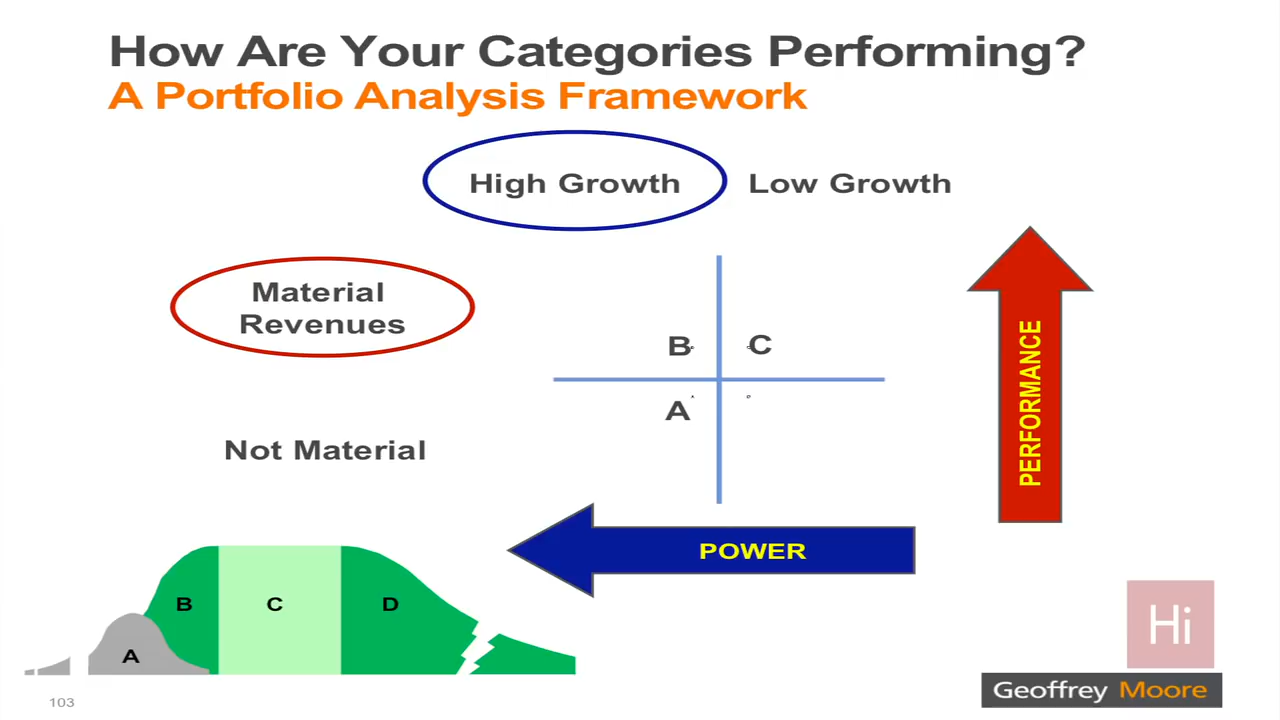 How Are Your Categories Performing?
A Portfolio Analysis Framework
High Growth
Low Growth
Material
Revenues
B
C
A
Not Material
PERFORMANCE
POWER
B
C
D
A
Hi
Geoffrey Moore
103